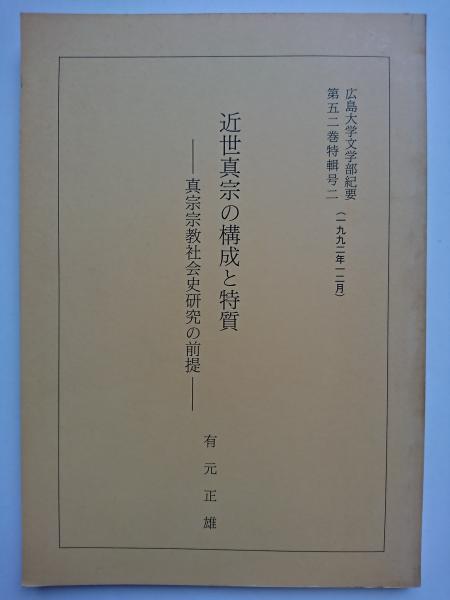 広島大学文学部紀要
第五二巻特輯号二
(一九九二年一二月)
近世真宗の構成と特質
――真宗宗教社会史研究の前提――
有元正雄